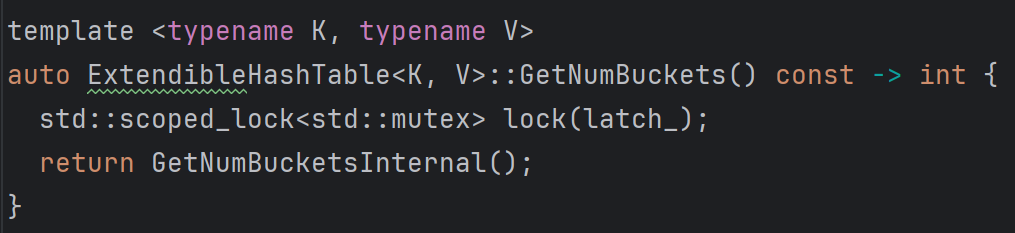 template <typename K, typename V>
auto ExtendibleHashTable<K, V>::GetNumBuckets() const -> int {
  std::scoped_lock<std::mutex> lock(latch_);
  return GetNumBucketsInternal();
}